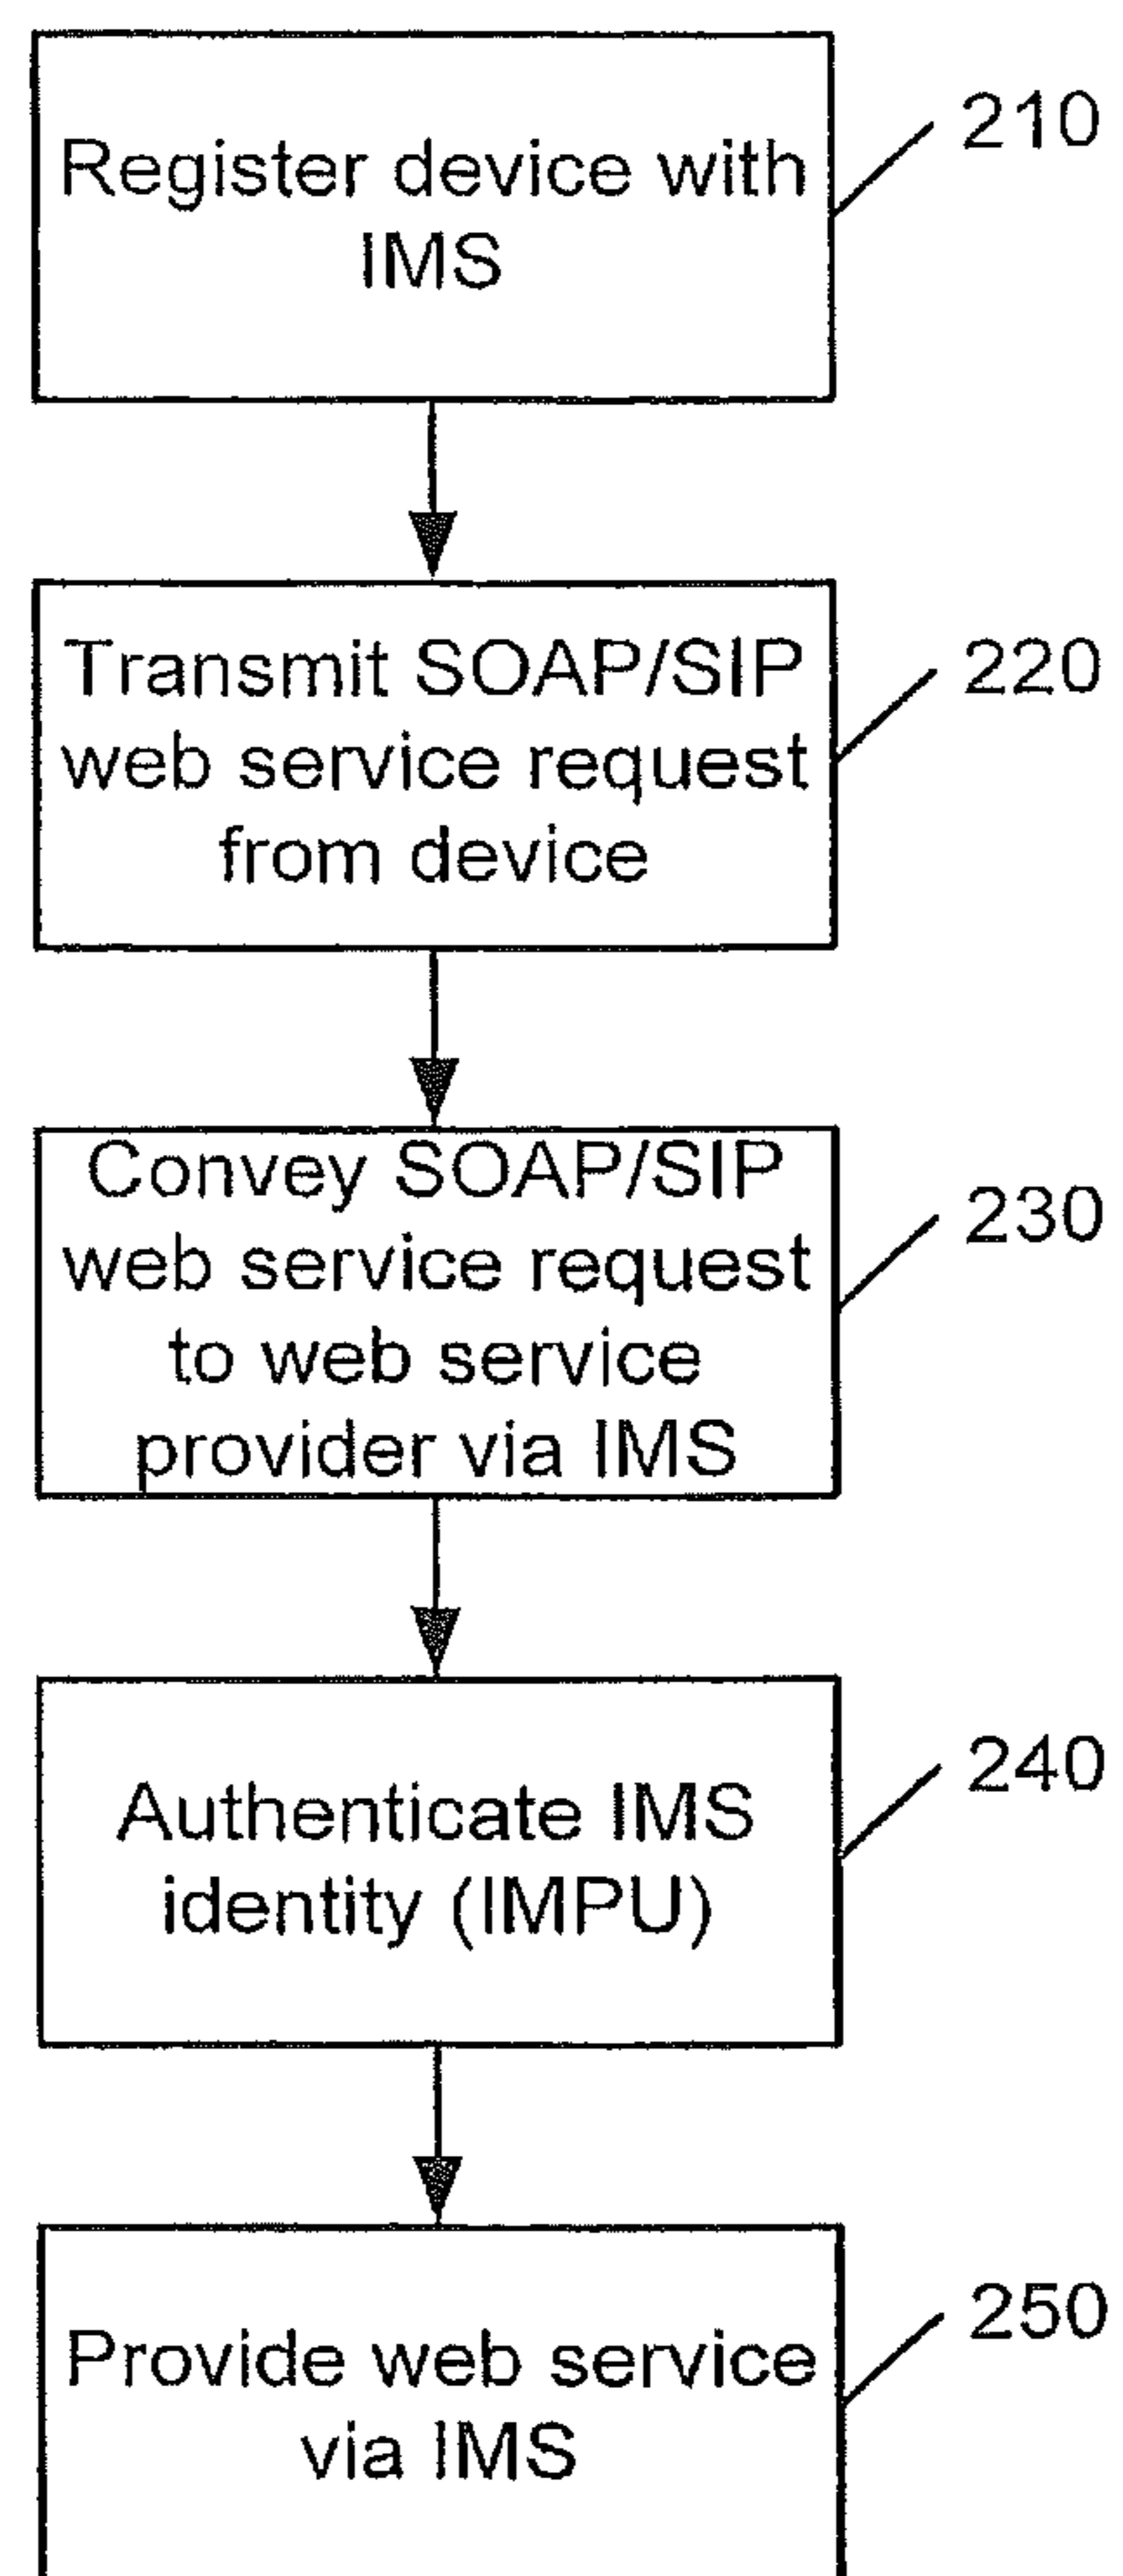 Register device with
IMS
210
Transmit SOAP/SIP
web service request
from device
220
Convey SOAP/SIP
web service request
to web service
provider via IMS
230
Authenticate IMS
identity (IMPU)
240
Provide web service
via IMS
250